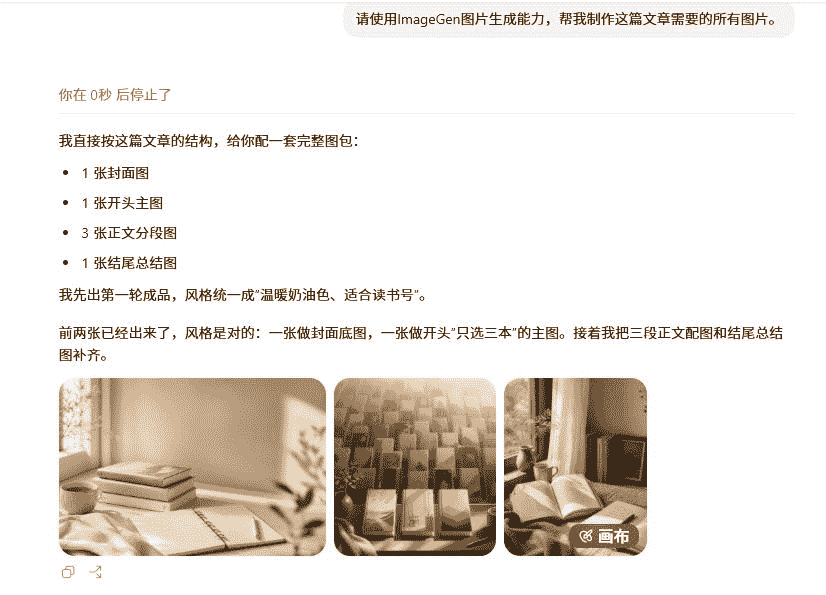 请使用ImageGen图片生成能力，帮我制作这篇文章需要的所有图片。
你在 0秒 后停止了
我直接按这篇文章的结构，给你配一套完整图包：
• 1 张封面图
• 1 张开头主图
• 3 张正文分段图
• 1 张结尾总结图
我先出第一轮成品，风格统一成“温暖奶油色、适合读书号”。
前两张已经出来了，风格是对的：一张做封面底图，一张做开头“只选三本”的主图。接着我把三段正文配图和结尾总结
图补齐。
画布